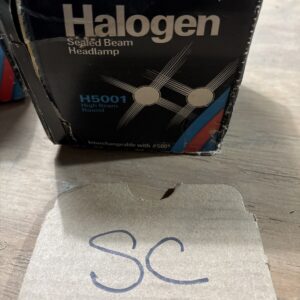 Halogen
Sealed Beam
Headlamp
H5001
High Beam
Round
Interchangeable with #5001
SC